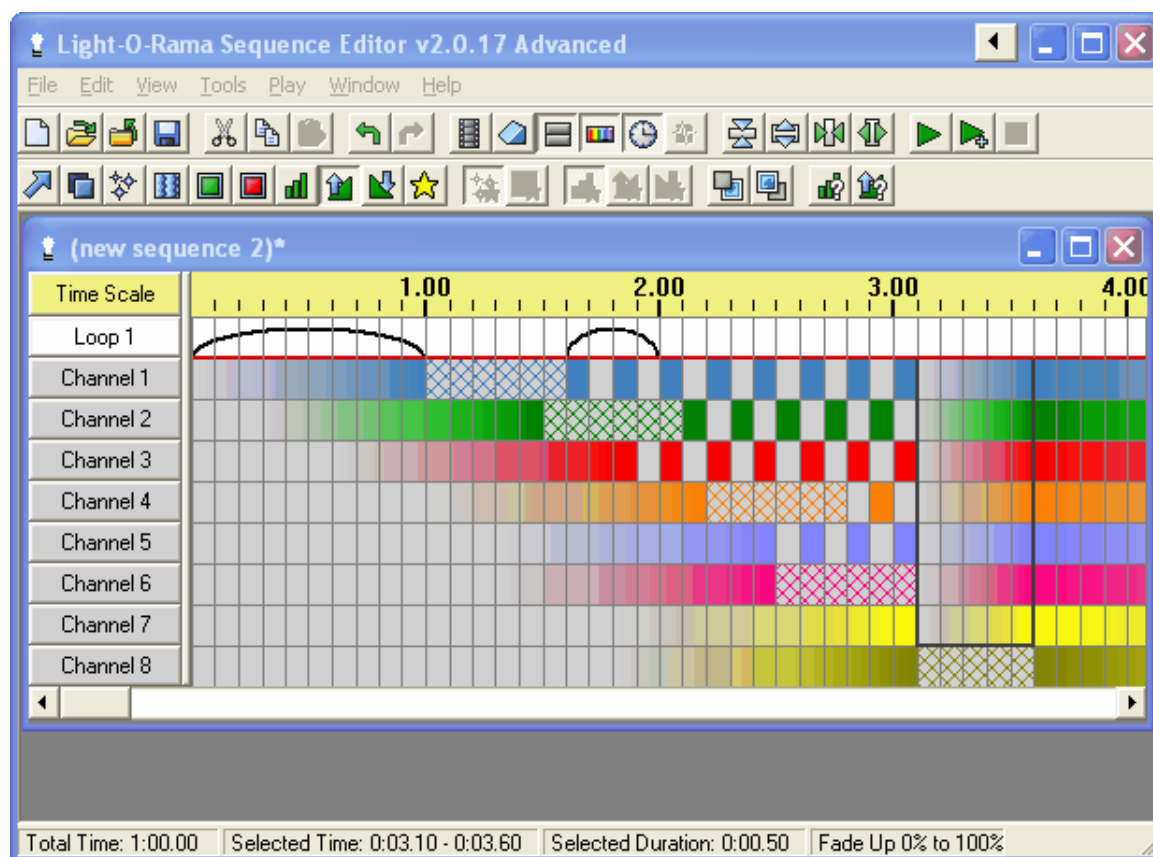 Light-O-Rama Sequence Editor v2.0.17 Advanced
File Edit View Tools Play Window Help
(new sequence 2)*
Time Scale 1.00 2.00 3.00 4.00
Loop 1
Channel 1
Channel 2
Channel 3
Channel 4
Channel 5
Channel 6
Channel 7
Channel 8
Total Time: 1:00.00 Selected Time: 0:03.10 - 0:03.60 Selected Duration: 0:00.50 Fade Up 0% to 100%